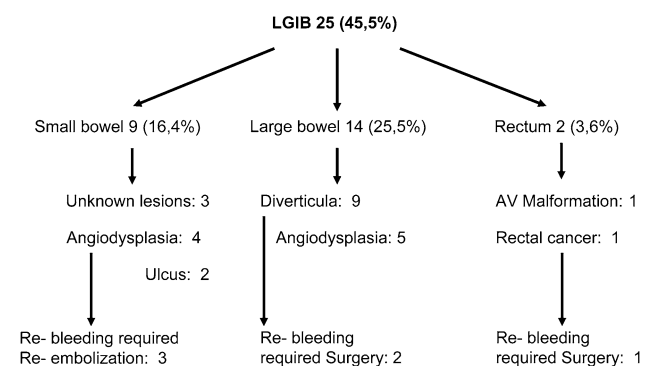 LGIB 25 (45,5%)
Small bowel 9 (16,4%)
Large bowel 14 (25,5%)
Rectum 2 (3,6%)
Unknown lesions: 3
Diverticula: 9
AV Malformation: 1
Angiodysplasia: 4
Angiodysplasia: 5
Rectal cancer: 1
Ulcus: 2
Re- bleeding required
Re- embolization: 3
Re- bleeding
required Surgery: 2
Re- bleeding
required Surgery: 1